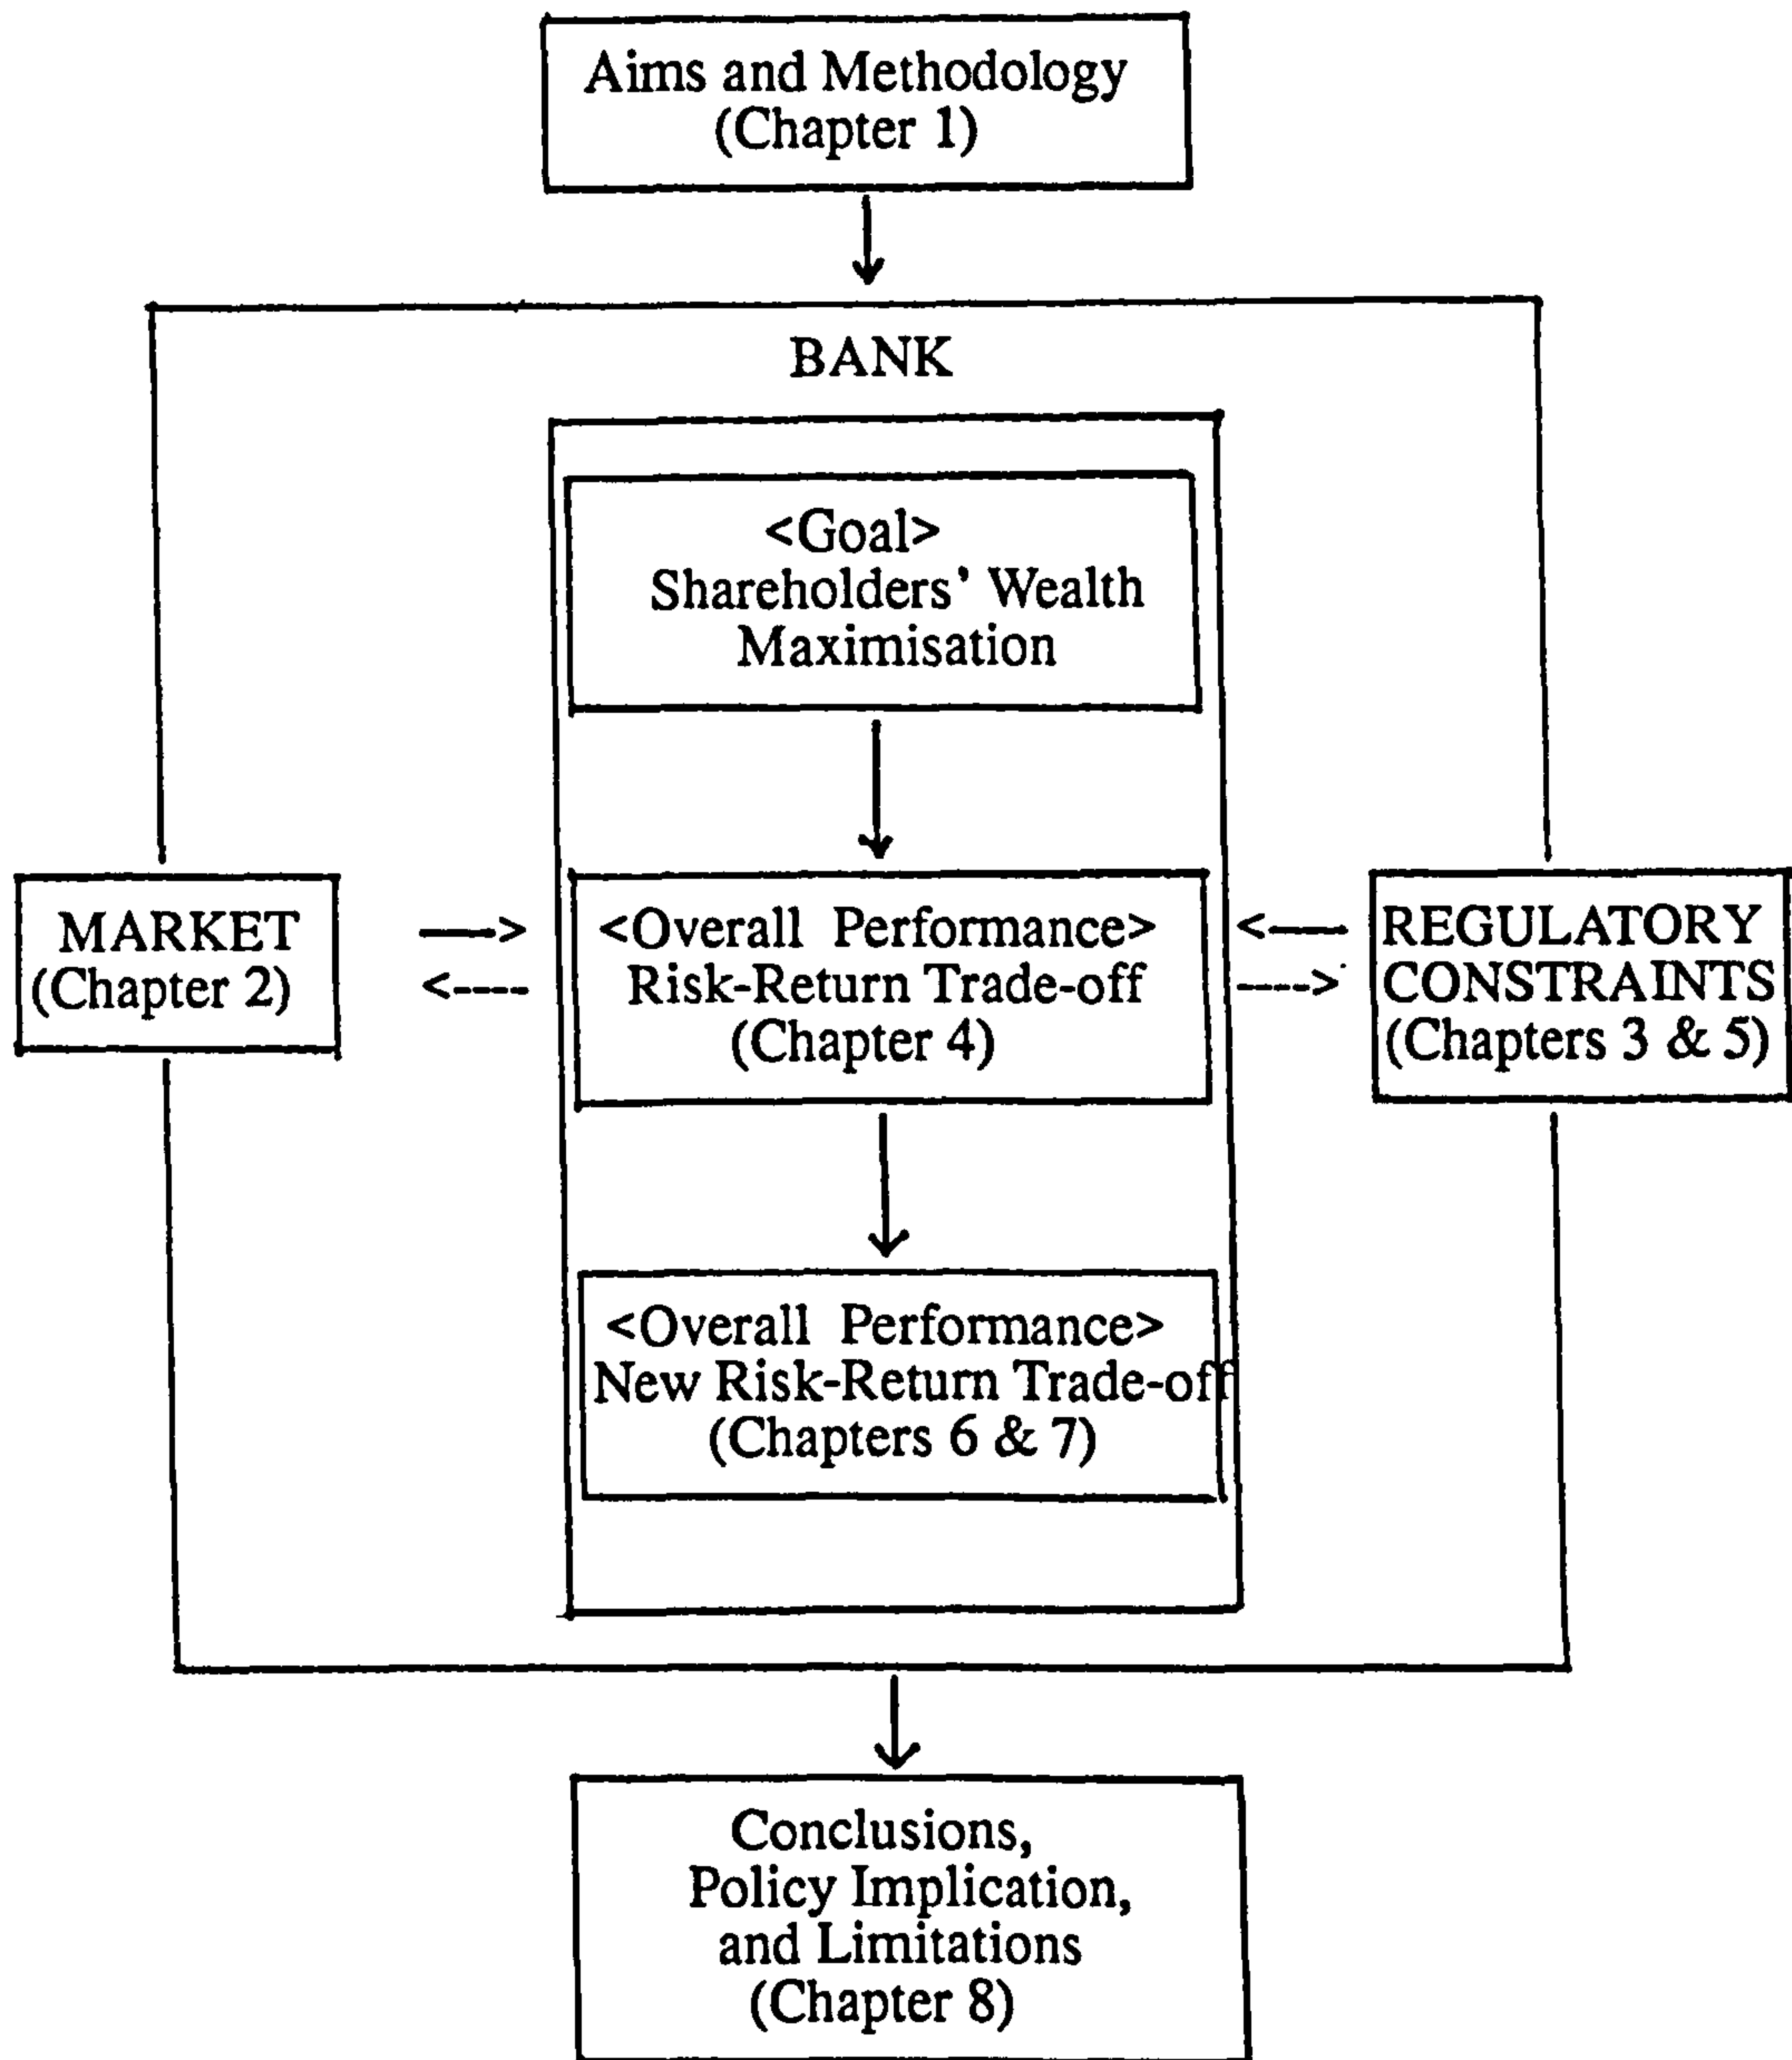 Aims and Methodology
(Chapter 1)
BANK
<Goal>
Shareholders' Wealth
Maximisation
MARKET
(Chapter 2)
<Overall Performance>
Risk-Return Trade-off
(Chapter 4)
REGULATORY
CONSTRAINTS
(Chapters 3 & 5)
<Overall Performance>
New Risk-Return Trade-off
(Chapters 6 & 7)
Conclusions,
Policy Implication,
and Limitations
(Chapter 8)